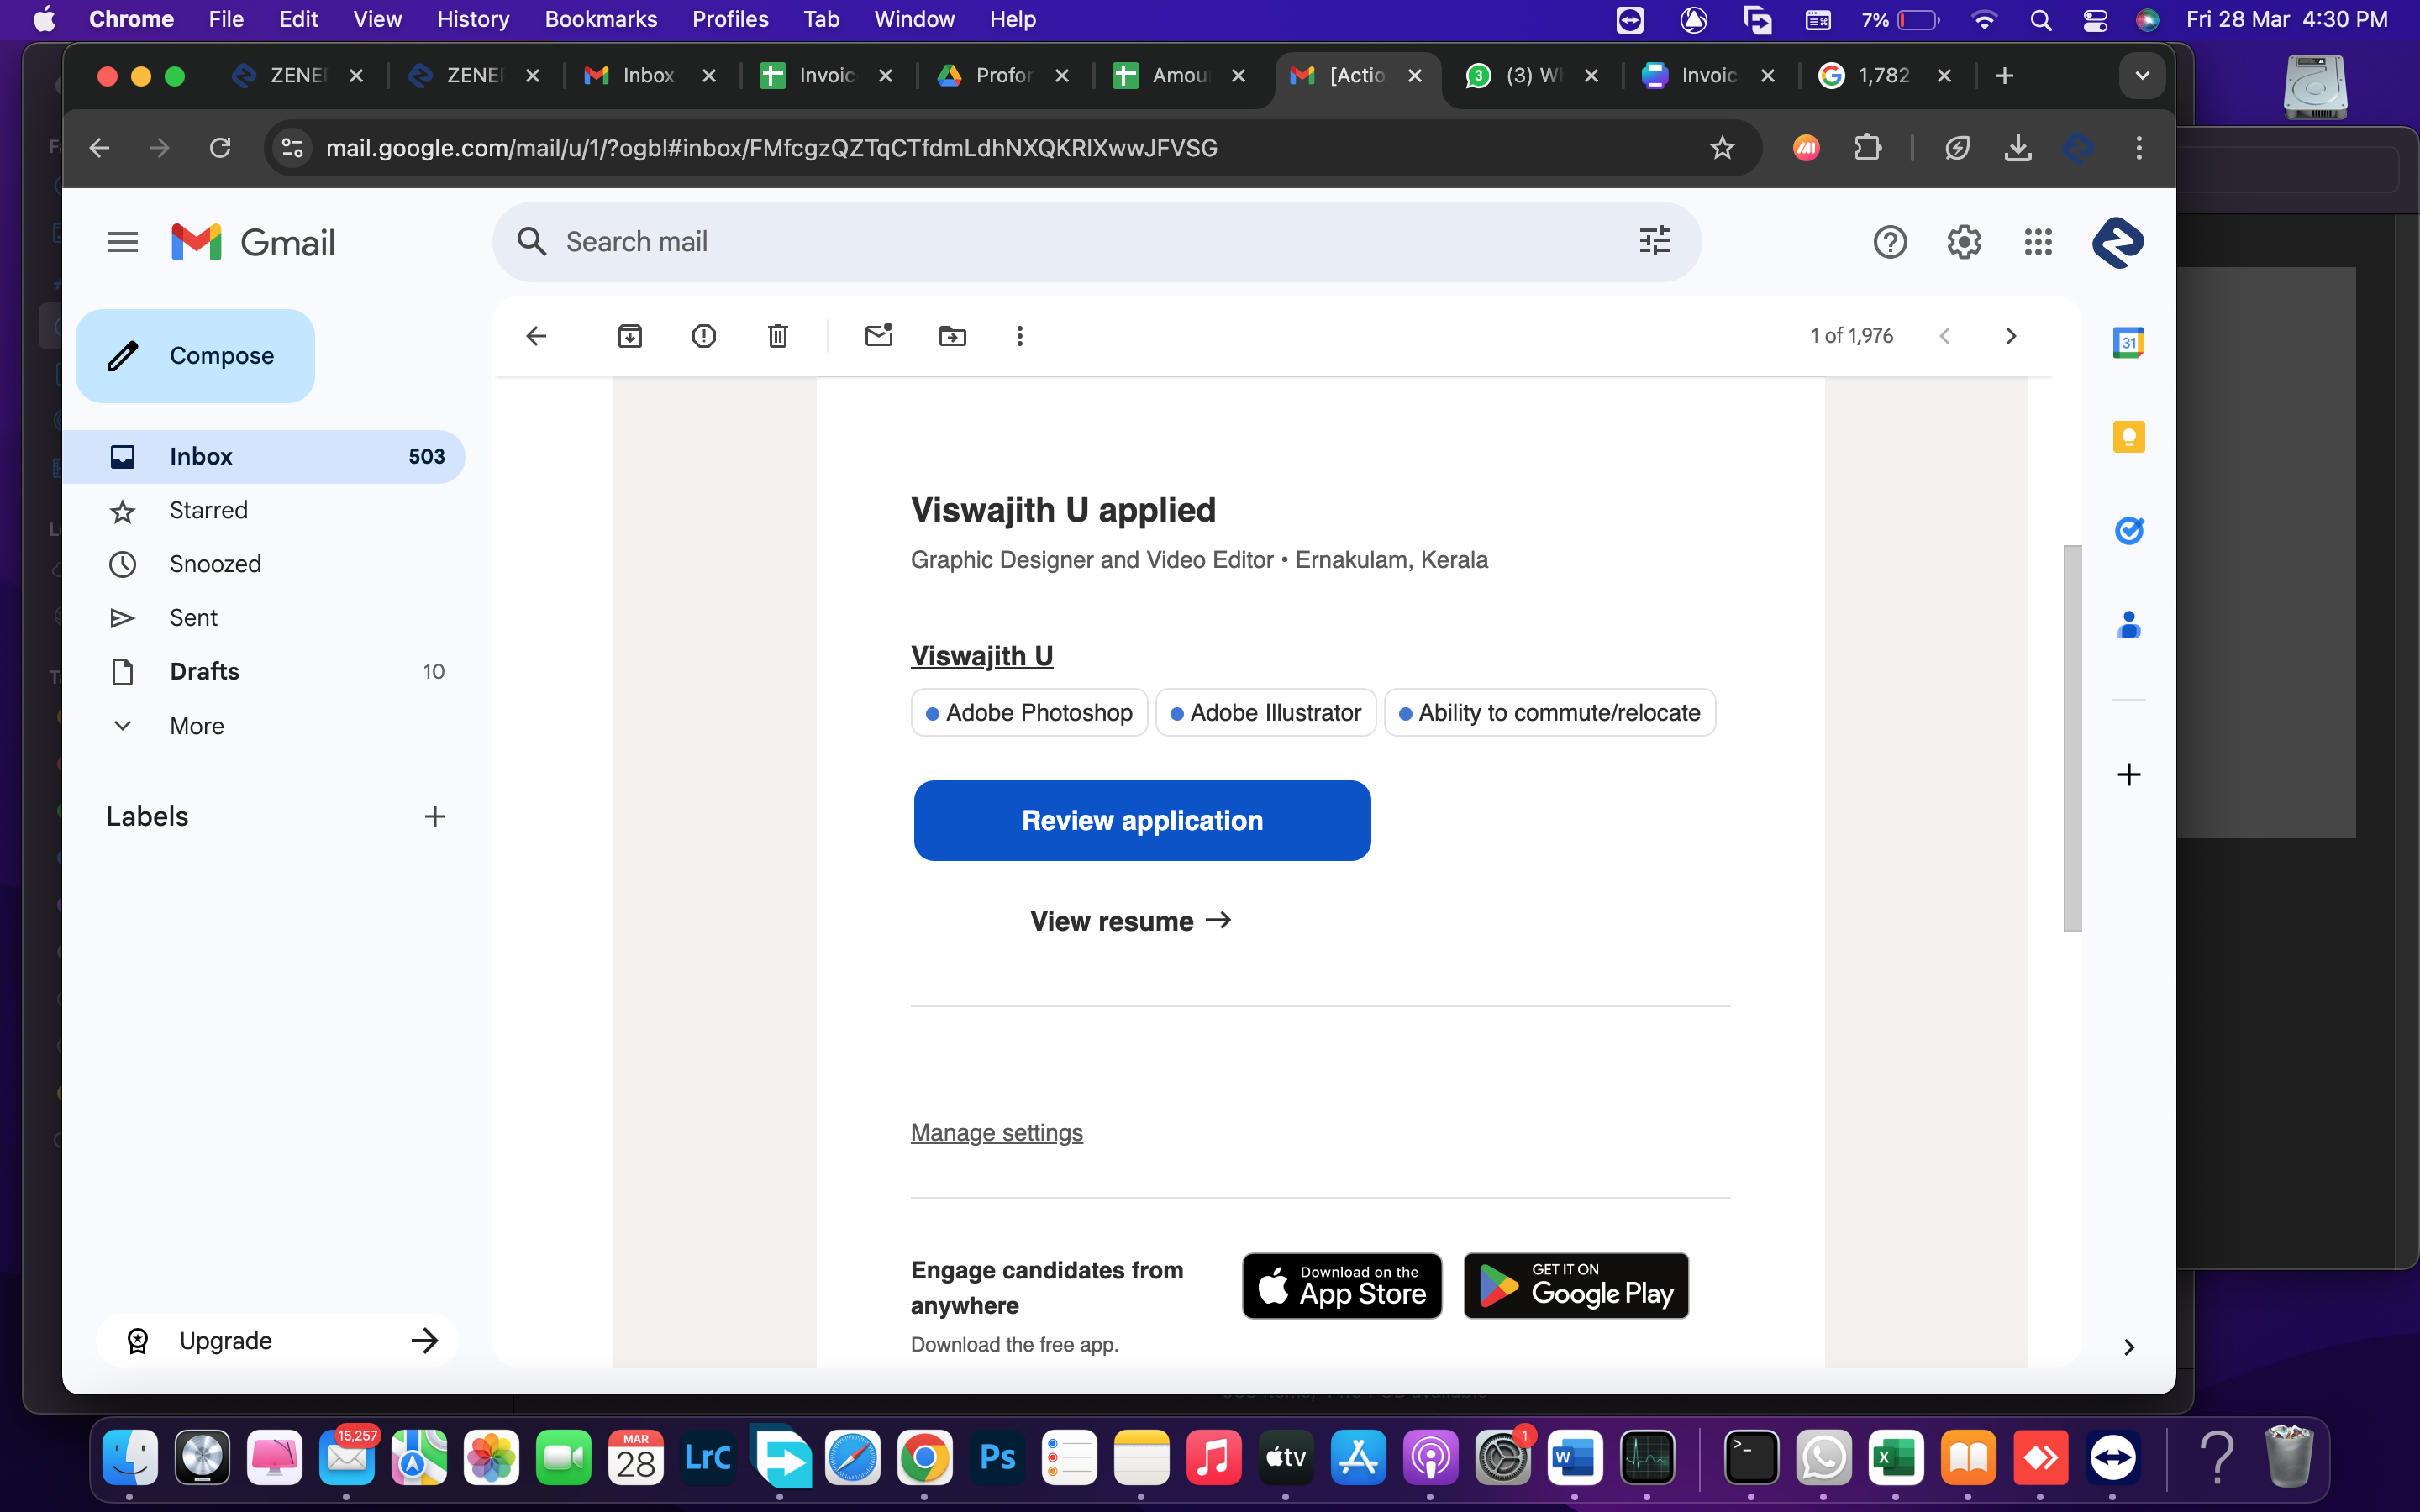 Chrome File Edit View History Bookmarks Profiles Tab Window Help 7% Fri 28 Mar 4:30 PM
ZENER ZENER Inbox Invoic Profor Amou [Actio (3) W Invoic 1,782
mail.google.com/mail/u/1/?ogbl#inbox/FMfcgzQZTqCTfdmLdhNXQKRlXwwJFVSG
Gmail
Search mail
Compose
1 of 1,976
31
Inbox 503
Starred
Snoozed
Sent
Drafts 10
More
Labels
Upgrade
Viswajith U applied
Graphic Designer and Video Editor • Ernakulam, Kerala
Viswajith U
Adobe Photoshop
Adobe Illustrator
Ability to commute/relocate
Review application
View resume
Manage settings
Engage candidates from
anywhere
Download the free app.
Download on the
App Store
GET IT ON
Google Play
15,257
MAR
28
LrC
Ps
tv
1
W
X